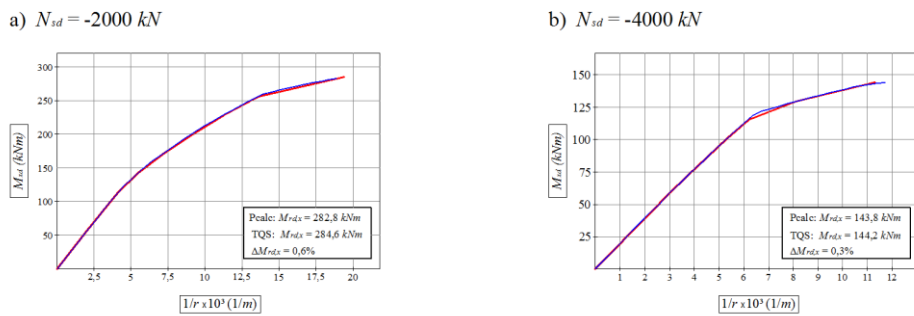 a) Nsd = -2000 kN
300
250
200
150
100
50
Msd (kNm)
Pcalc: Mrd,x = 282,8 kNm
TQS: Mrd,x = 284,6 kNm
ΔMrd,x = 0,6%
2,5 5 7,5 10 12,5 15 17,5 20
1/r x10³ (1/m)
b) Nsd = -4000 kN
150
125
100
75
50
25
Msd (kNm)
Pcalc: Mrd,x = 143,8 kNm
TQS: Mrd,x = 144,2 kNm
ΔMrd,x = 0,3%
1 2 3 4 5 6 7 8 9 10 11 12
1/r x10³ (1/m)